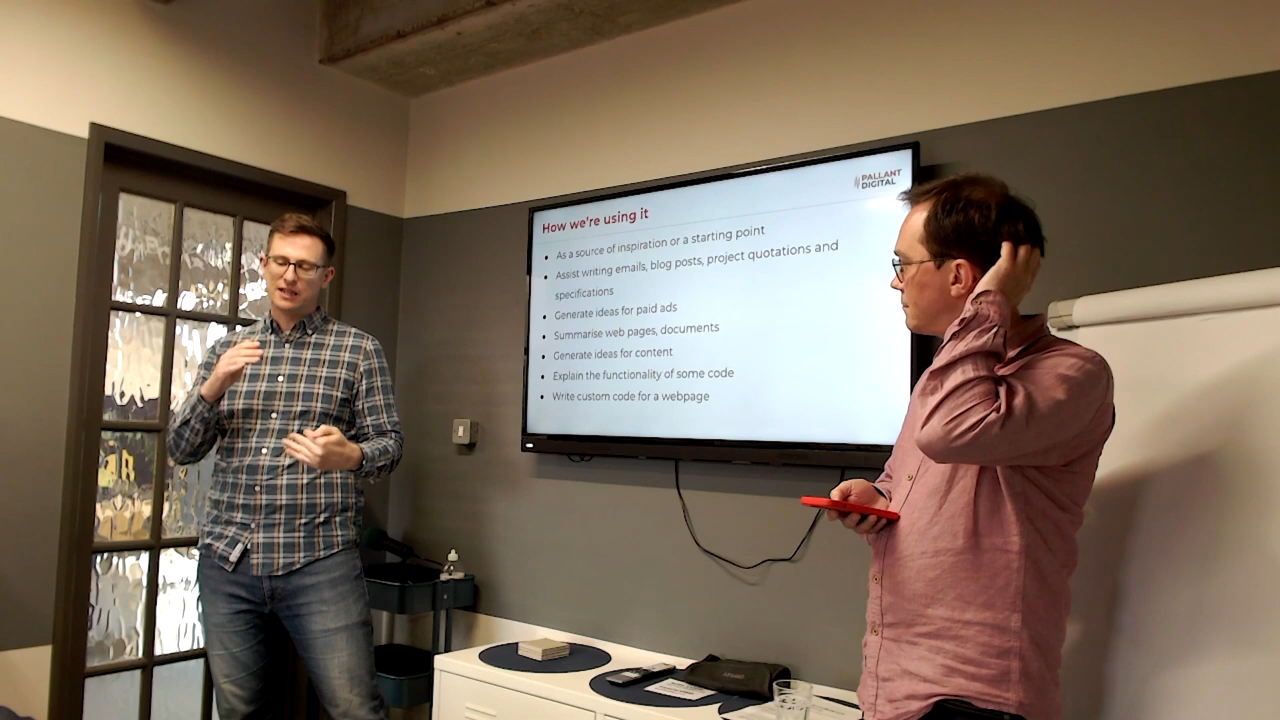 PALLANT
DIGITAL
How we're using it
As a source of inspiration or a starting point
Assist writing emails, blog posts, project quotations and
specifications
Generate ideas for paid ads
Summarise web pages, documents
Generate ideas for content
Explain the functionality of some code
Write custom code for a webpage